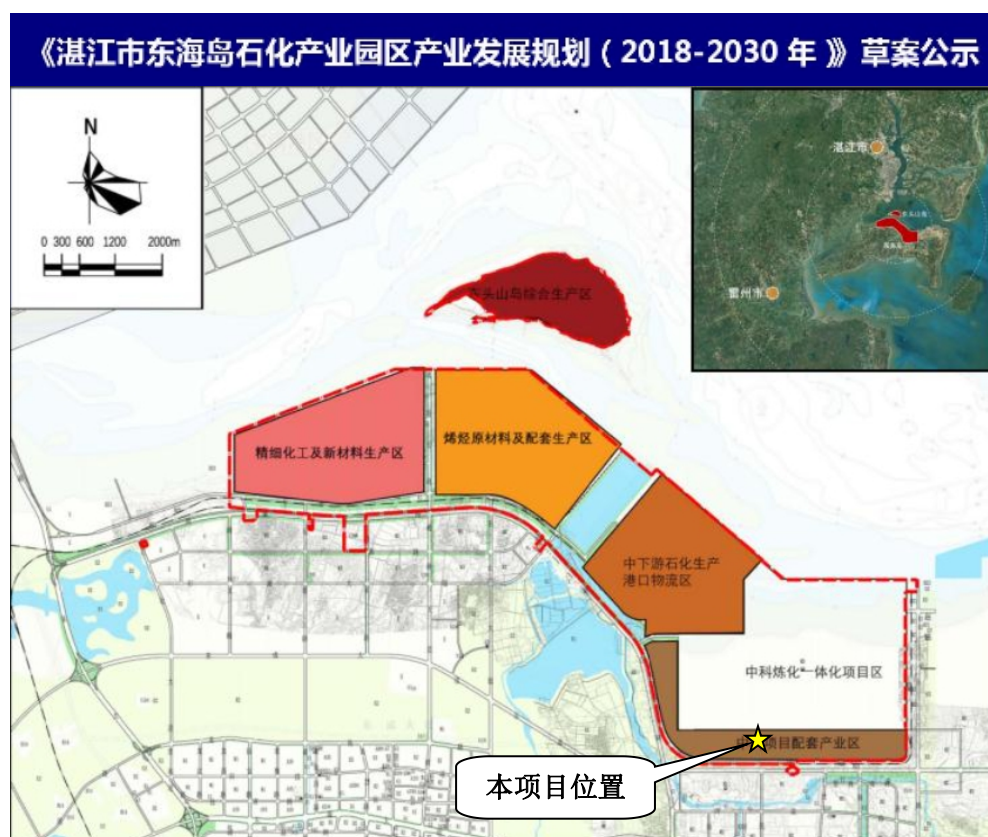 《湛江市东海岛石化产业园区产业发展规划（2018-2030 年 》》草案公示
N
0 300 600 1200 2000m
湛江市
雷州市
头山岛综合生产区
精细化工及新材料生产区
烯烃原材料及配套生产区
中下游石化生产
港口物流区
中科炼化一体化项目区
项目配套产业区
本项目位置